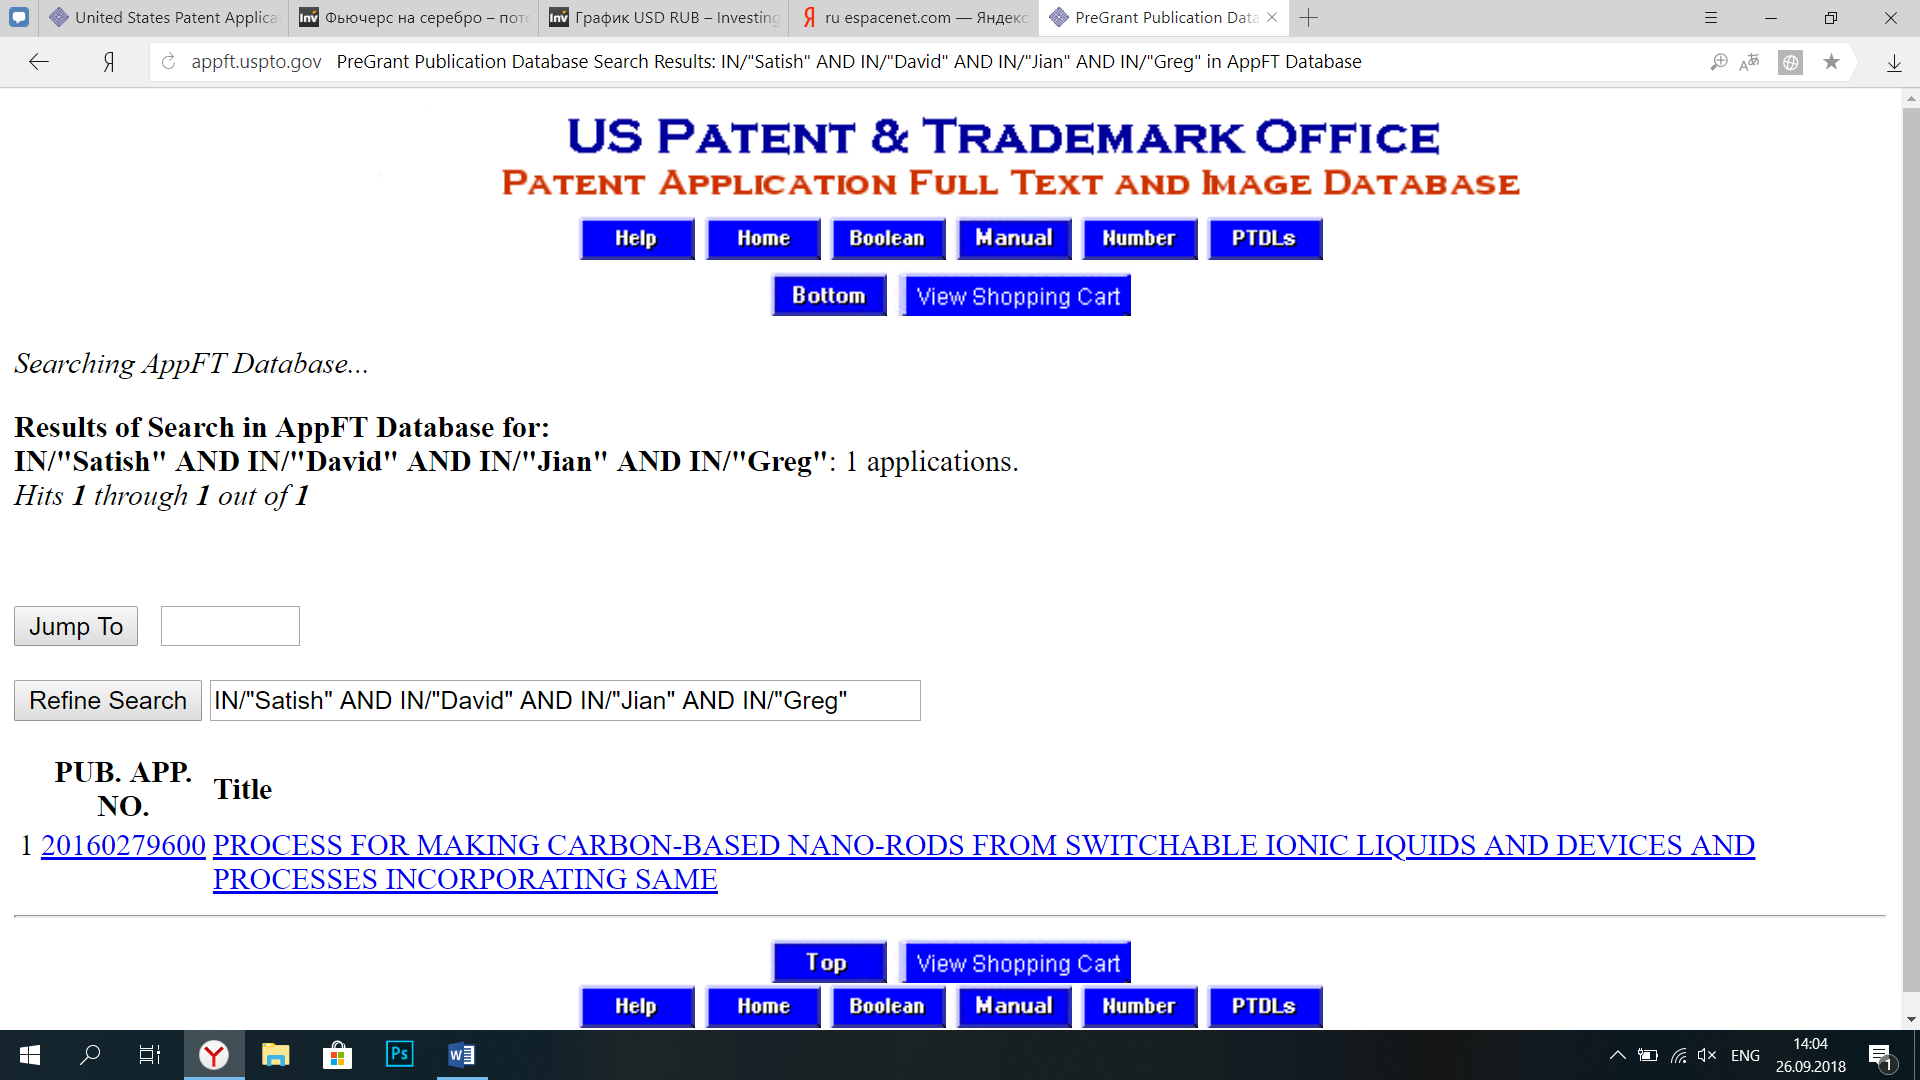 United States Patent Applica
Фьючерс на серебро – пото
График USD RUB – Investing
ru espacenet.com — Яндекс
PreGrant Publication Data
appft.uspto.gov PreGrant Publication Database Search Results: IN/"Satish" AND IN/"David" AND IN/"Jian" AND IN/"Greg" in AppFT Database
US PATENT & TRADEMARK OFFICE
PATENT APPLICATION FULL TEXT AND IMAGE DATABASE
Help Home Boolean Manual Number PTDLs
Bottom View Shopping Cart
Searching AppFT Database...
Results of Search in AppFT Database for:
IN/"Satish" AND IN/"David" AND IN/"Jian" AND IN/"Greg": 1 applications.
Hits 1 through 1 out of 1
Jump To
Refine Search IN/"Satish" AND IN/"David" AND IN/"Jian" AND IN/"Greg"
PUB. APP.
NO.
Title
1 20160279600 PROCESS FOR MAKING CARBON-BASED NANO-RODS FROM SWITCHABLE IONIC LIQUIDS AND DEVICES AND
PROCESSES INCORPORATING SAME
Top View Shopping Cart
Help Home Boolean Manual Number PTDLs
ENG
14:04
26.09.2018
1